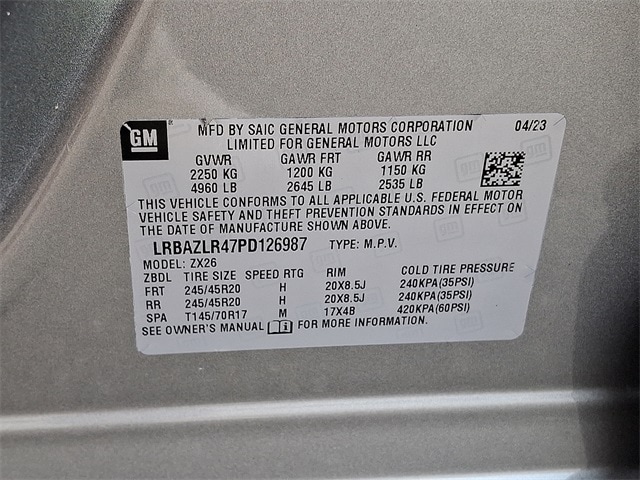 GM
MFD BY SAIC GENERAL MOTORS CORPORATION 04/23
LIMITED FOR GENERAL MOTORS LLC
GVWR GAWR FRT GAWR RR
2250 KG 1200 KG 1150 KG
4960 LB 2645 LB 2535 LB
THIS VEHICLE CONFORMS TO ALL APPLICABLE U.S. FEDERAL MOTOR
VEHICLE SAFETY AND THEFT PREVENTION STANDARDS IN EFFECT ON
THE DATE OF MANUFACTURE SHOWN ABOVE.
LRBAZLR47PD126987 TYPE: M.P.V.
MODEL: ZX26
ZBDL TIRE SIZE SPEED RTG RIM COLD TIRE PRESSURE
FRT 245/45R20 H 20X8.5J 240KPA(35PSI)
RR 245/45R20 H 20X8.5J 240KPA(35PSI)
SPA T145/70R17 M 17X4B 420KPA(60PSI)
SEE OWNER'S MANUAL FOR MORE INFORMATION.